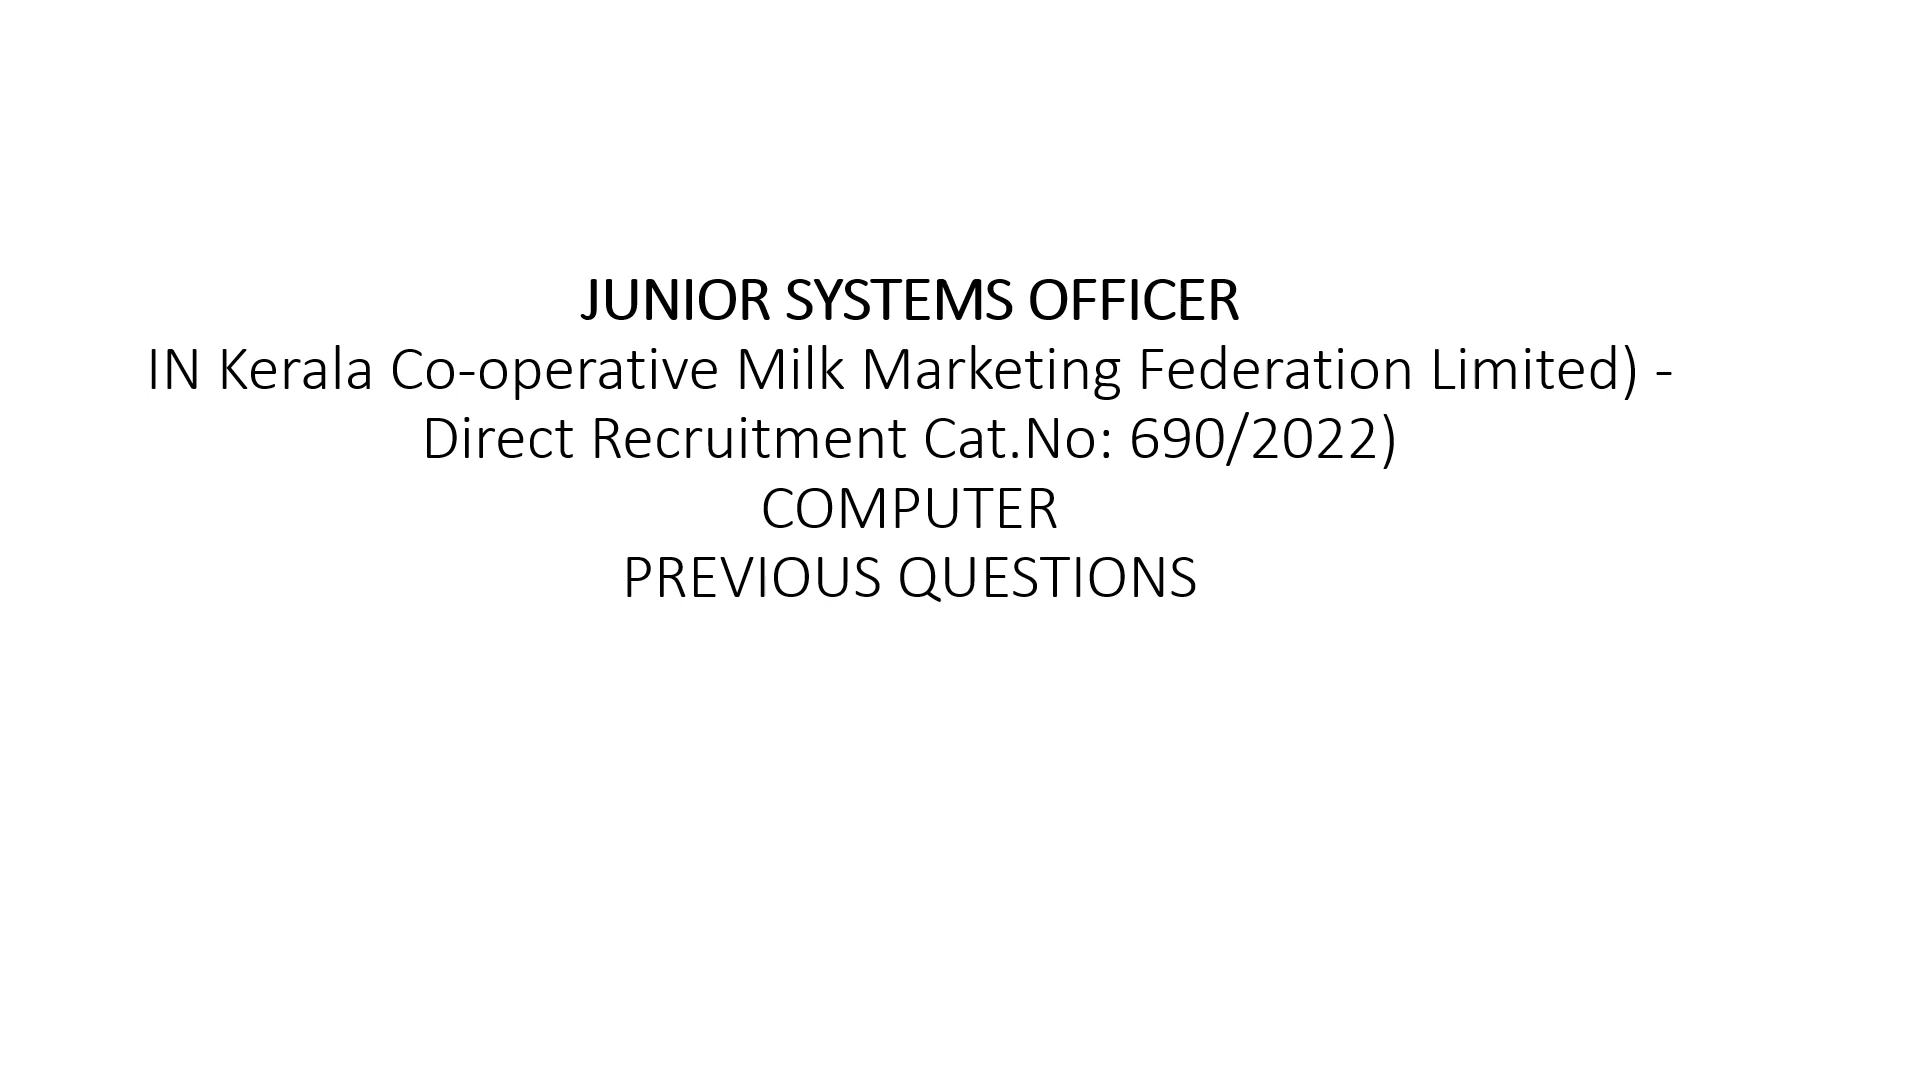 JUNIOR SYSTEMS OFFICER
IN Kerala Co-operative Milk Marketing Federation Limited) -
Direct Recruitment Cat.No: 690/2022)
COMPUTER
PREVIOUS QUESTIONS